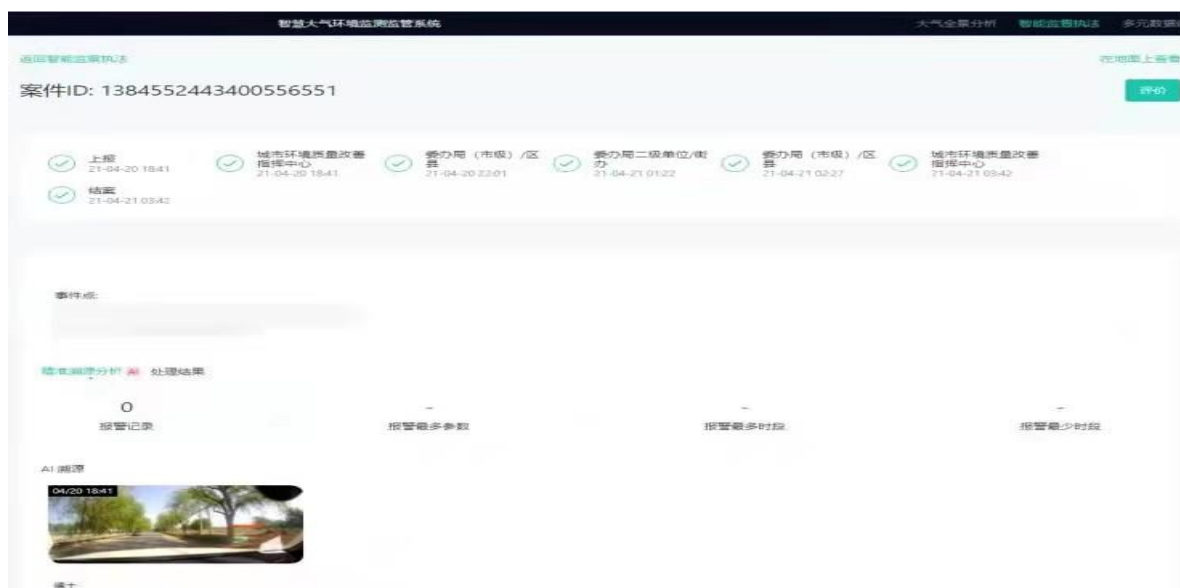 智慧大气环境监测监管系统
大气全景分析 智能监督执法 多元数据
返回智能监督执法
在地图上查看
案件ID: 1384552443400556551
评价
上报
21-04-20 18:41
城市环境质量改善
指挥中心
21-04-20 18:41
委办局（市级）/区
县
21-04-20 22:01
委办局二级单位/街
办
21-04-21 01:22
委办局（市级）/区
县
21-04-21 02:27
城市环境质量改善
指挥中心
21-04-21 03:42
结案
21-04-21 03:42
事件点:
精准溯源分析 AI 处理结果
0
报警记录
-
报警最多参数
-
报警最多时段
-
报警最少时段
AI 溯源
04/20 18:41